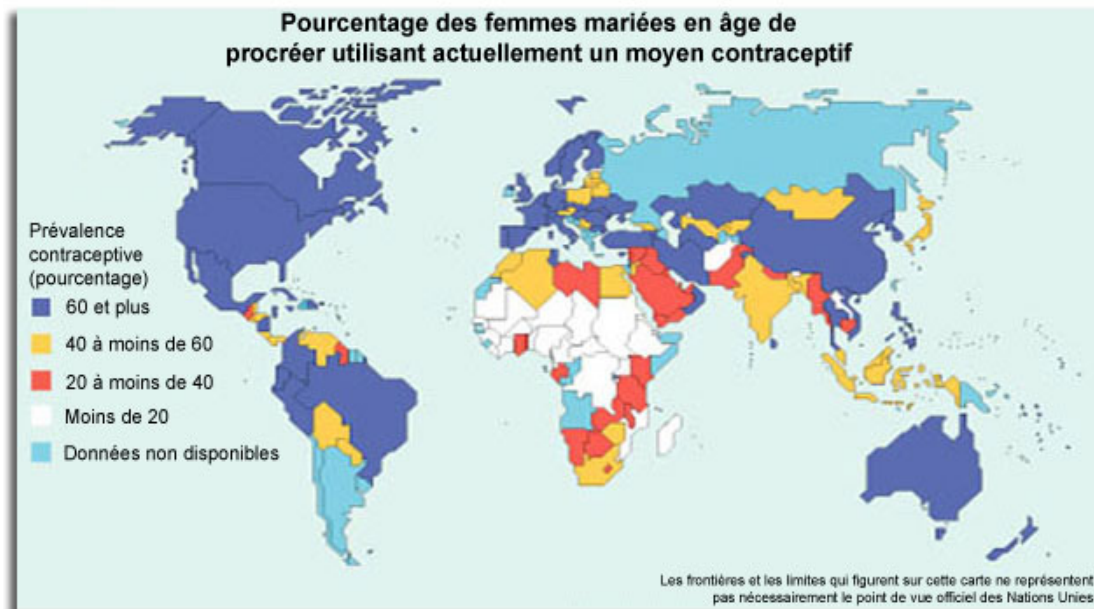 Pourcentage des femmes mariées en âge de
procréer utilisant actuellement un moyen contraceptif
Prévalence
contraceptive
(pourcentage)
60 et plus
40 à moins de 60
20 à moins de 40
Moins de 20
Données non disponibles
Les frontières et les limites qui figurent sur cette carte ne représentent
pas nécessairement le point de vue officiel des Nations Unies